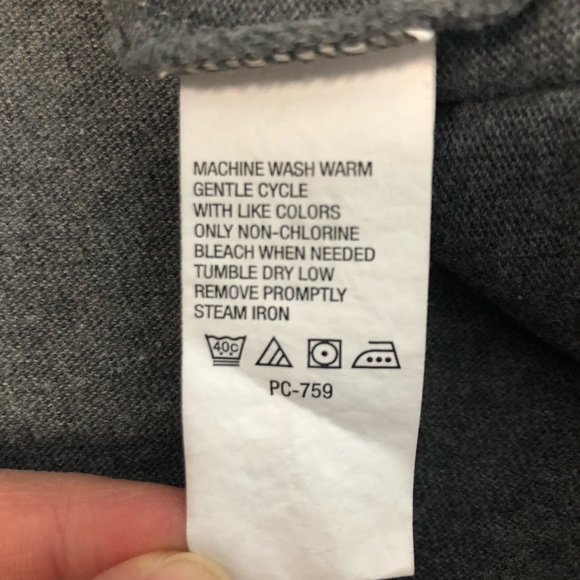 MACHINE WASH WARM
GENTLE CYCLE
WITH LIKE COLORS
ONLY NON-CHLORINE
BLEACH WHEN NEEDED
TUMBLE DRY LOW
REMOVE PROMPTLY
STEAM IRON
40C
PC-759